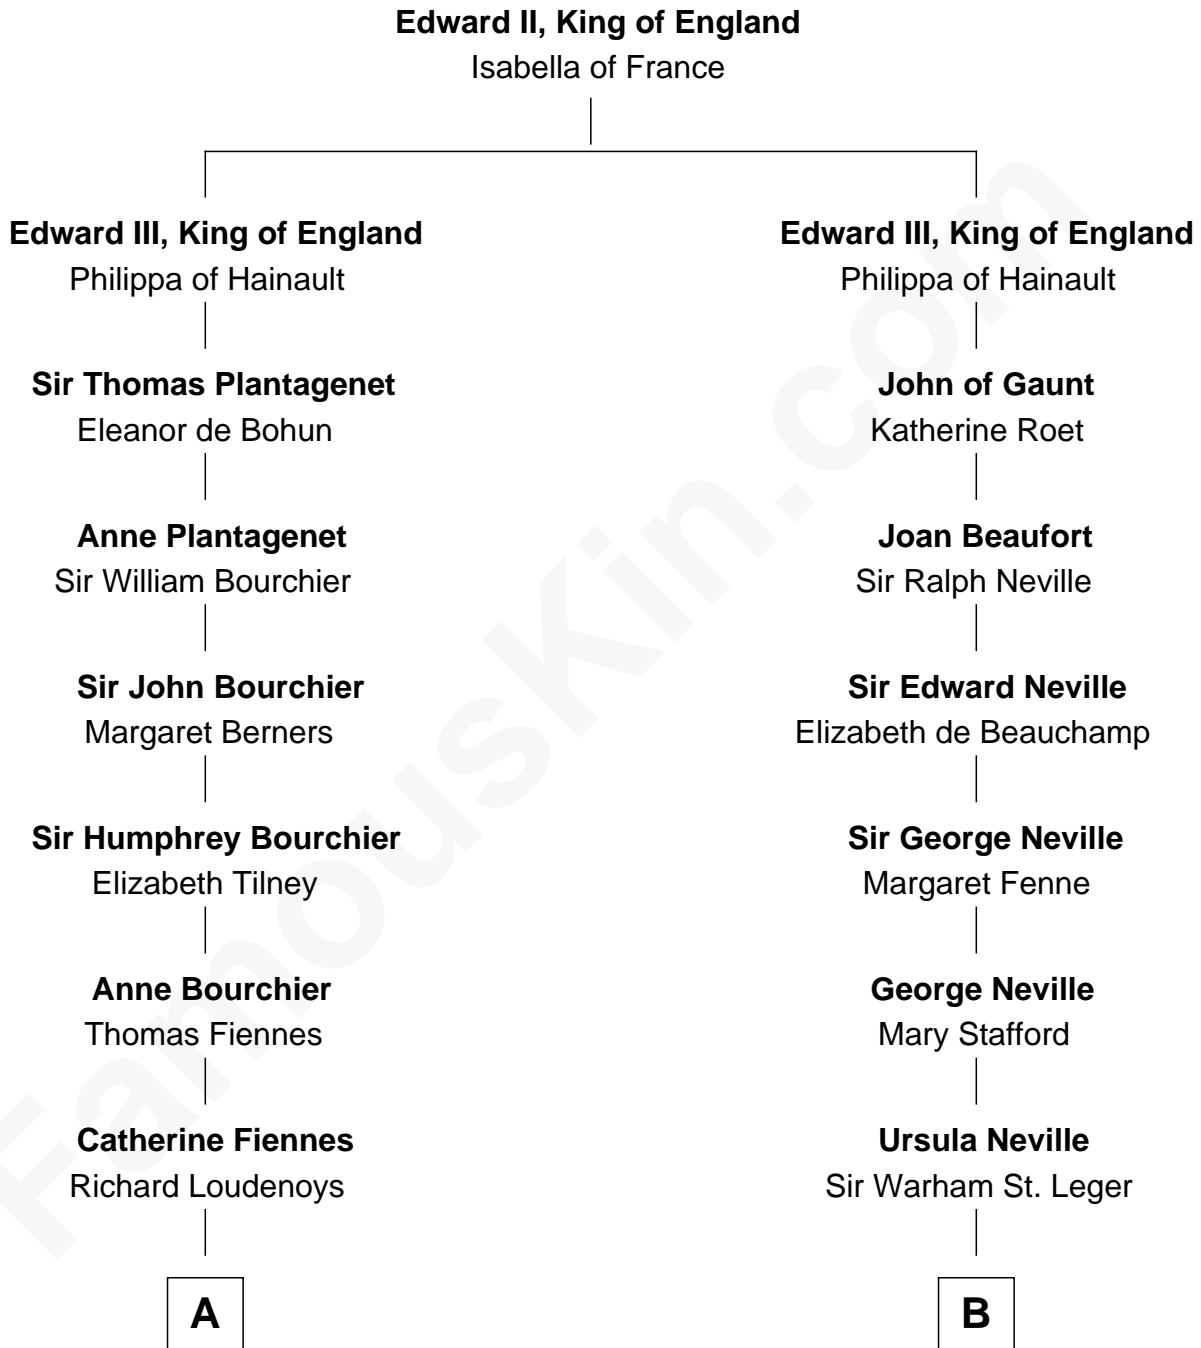 Edward II, King of England
Isabella of France
Edward III, King of England
Philippa of Hainault
Sir Thomas Plantagenet
Eleanor de Bohun
Anne Plantagenet
Sir William Bourchier
Sir John Bourchier
Margaret Berners
Sir Humphrey Bourchier
Elizabeth Tilney
Anne Bourchier
Thomas Fiennes
Catherine Fiennes
Richard Loudenoys
A
Edward III, King of England
Philippa of Hainault
John of Gaunt
Katherine Roet
Joan Beaufort
Sir Ralph Neville
Sir Edward Neville
Elizabeth de Beauchamp
Sir George Neville
Margaret Fenne
George Neville
Mary Stafford
Ursula Neville
Sir Warham St. Leger
B
FamousKin.com